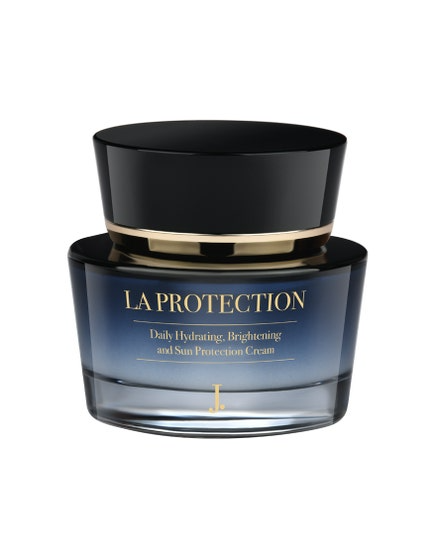 LA PROTECTION
Daily Hydrating, Brightening
and Sun Protection Cream
J.